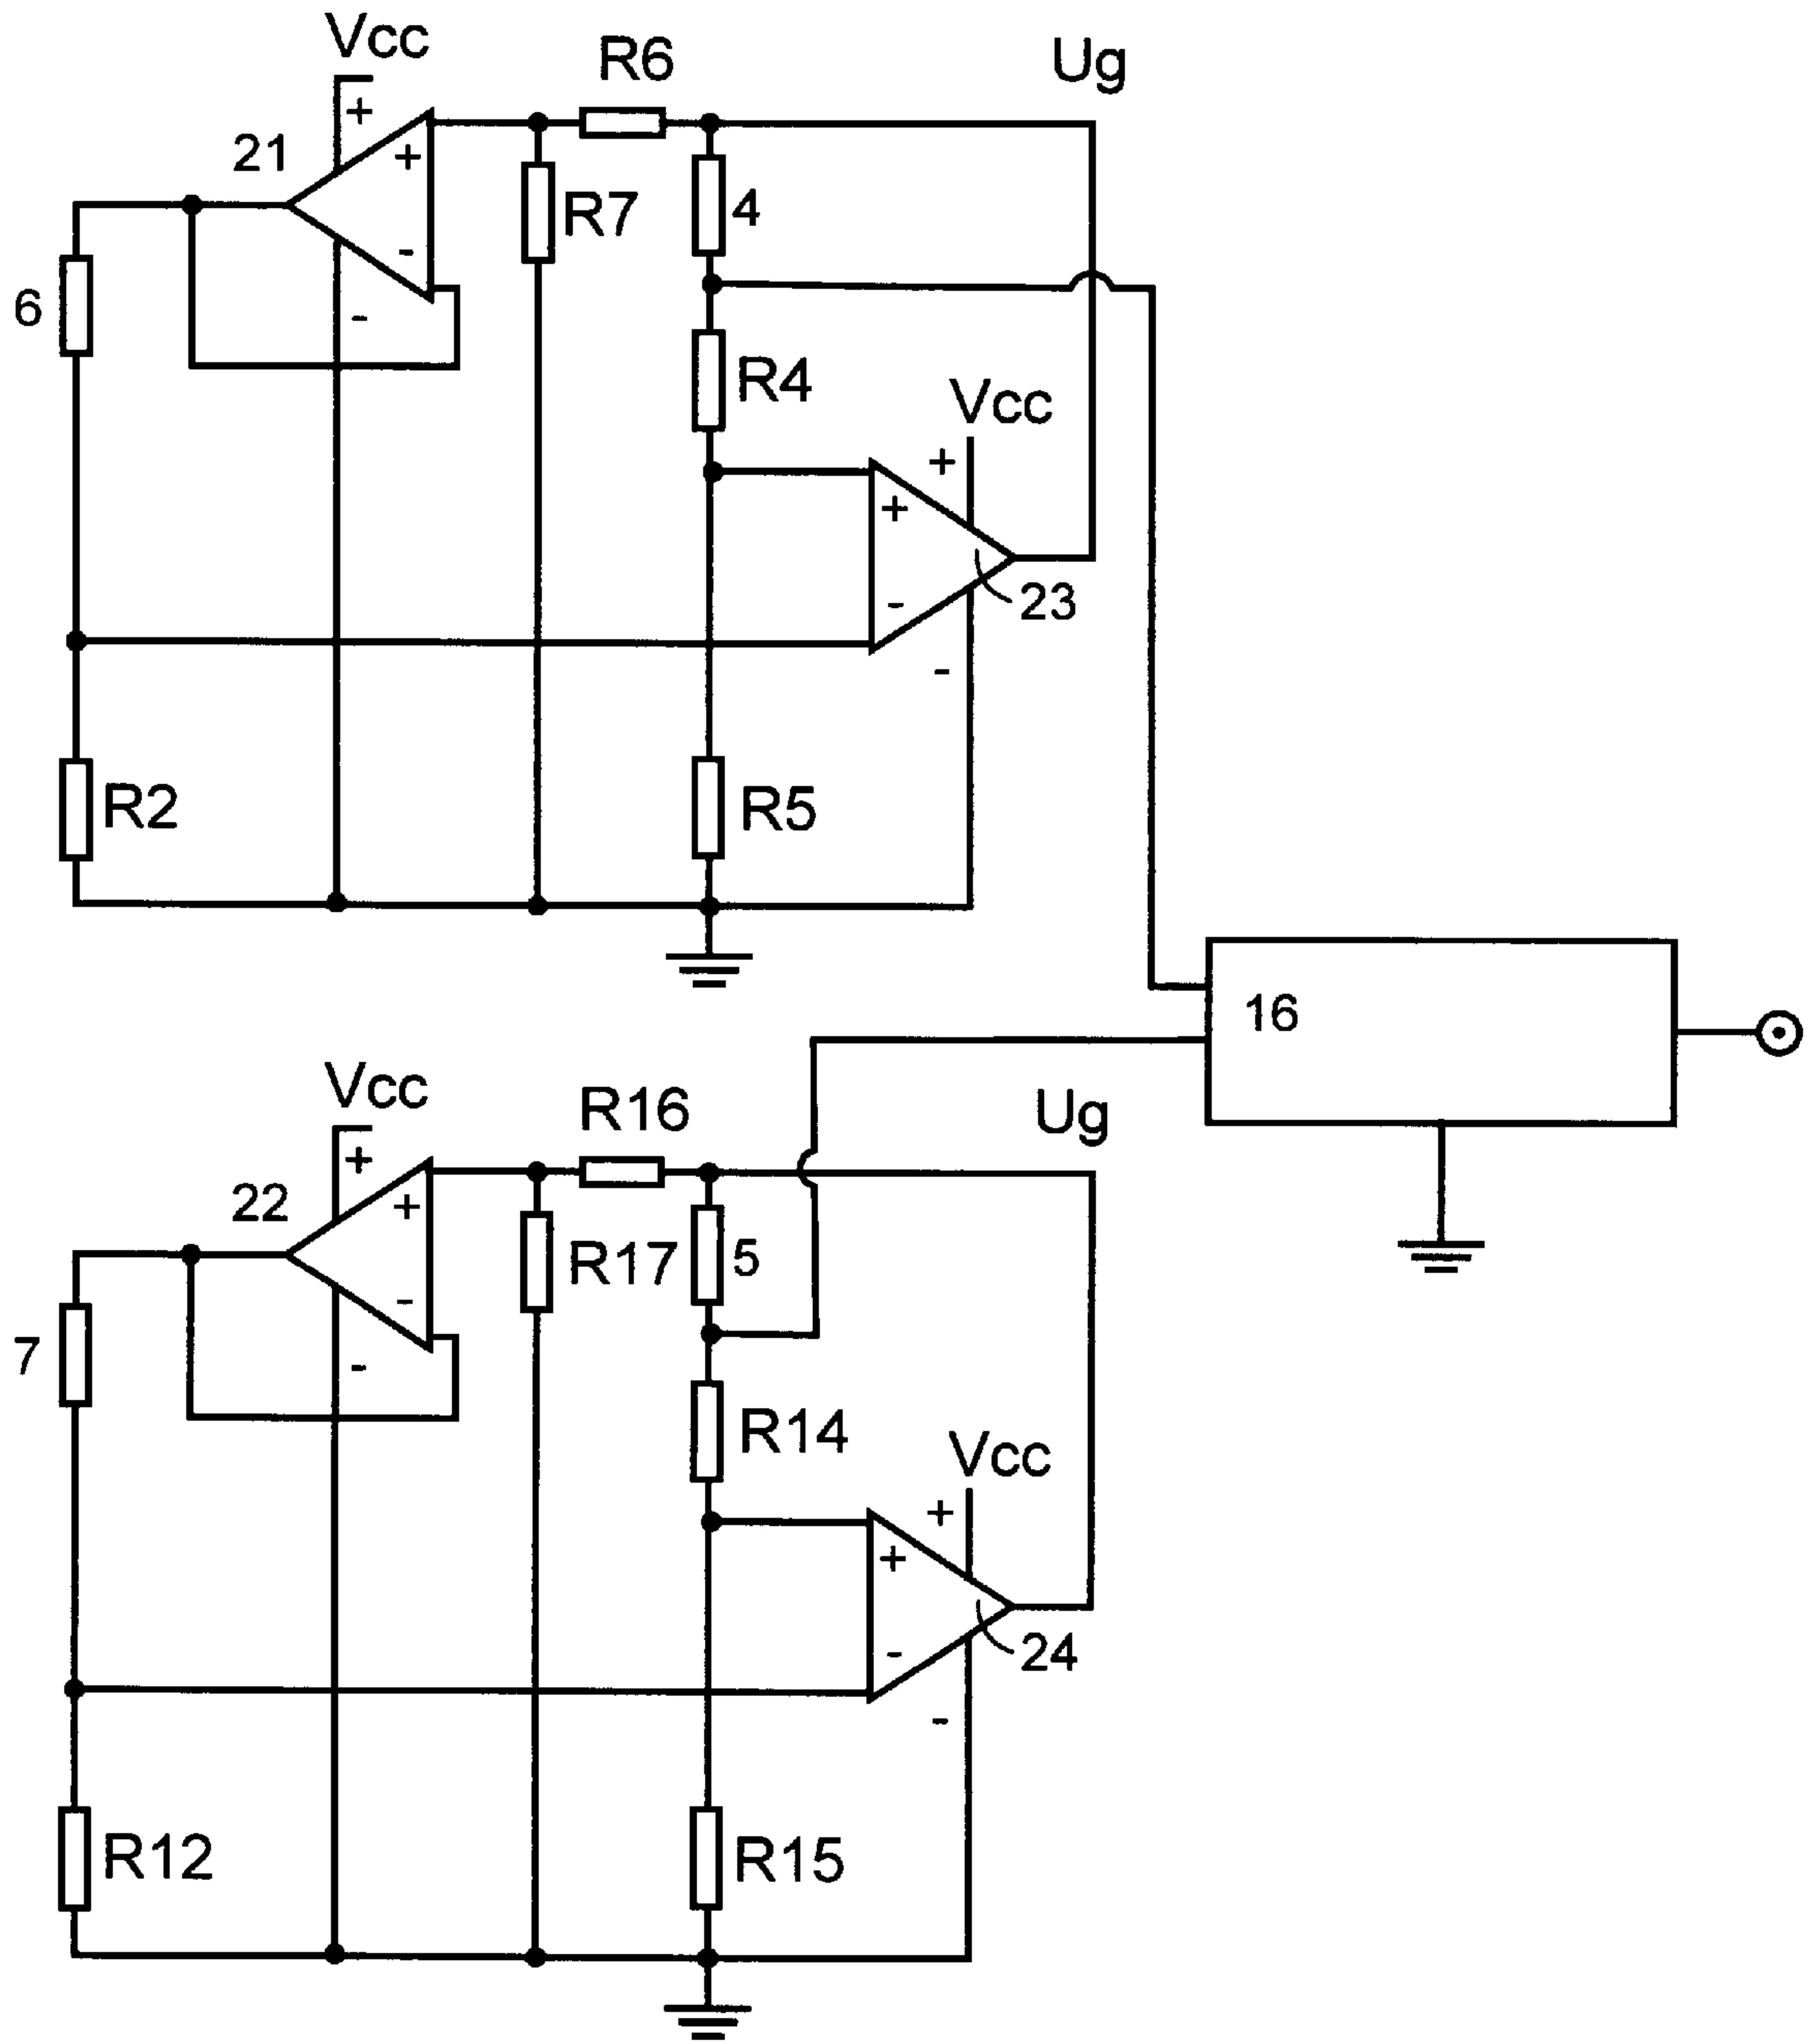 Vcc
R6
Ug
+
21
+
R7
4
-
6
-
R4
Vcc
+
+
-
23
-
R2
R5
16
Vcc
R16
Ug
+
22
+
R17
5
-
7
-
R14
Vcc
+
+
-
24
-
R12
R15